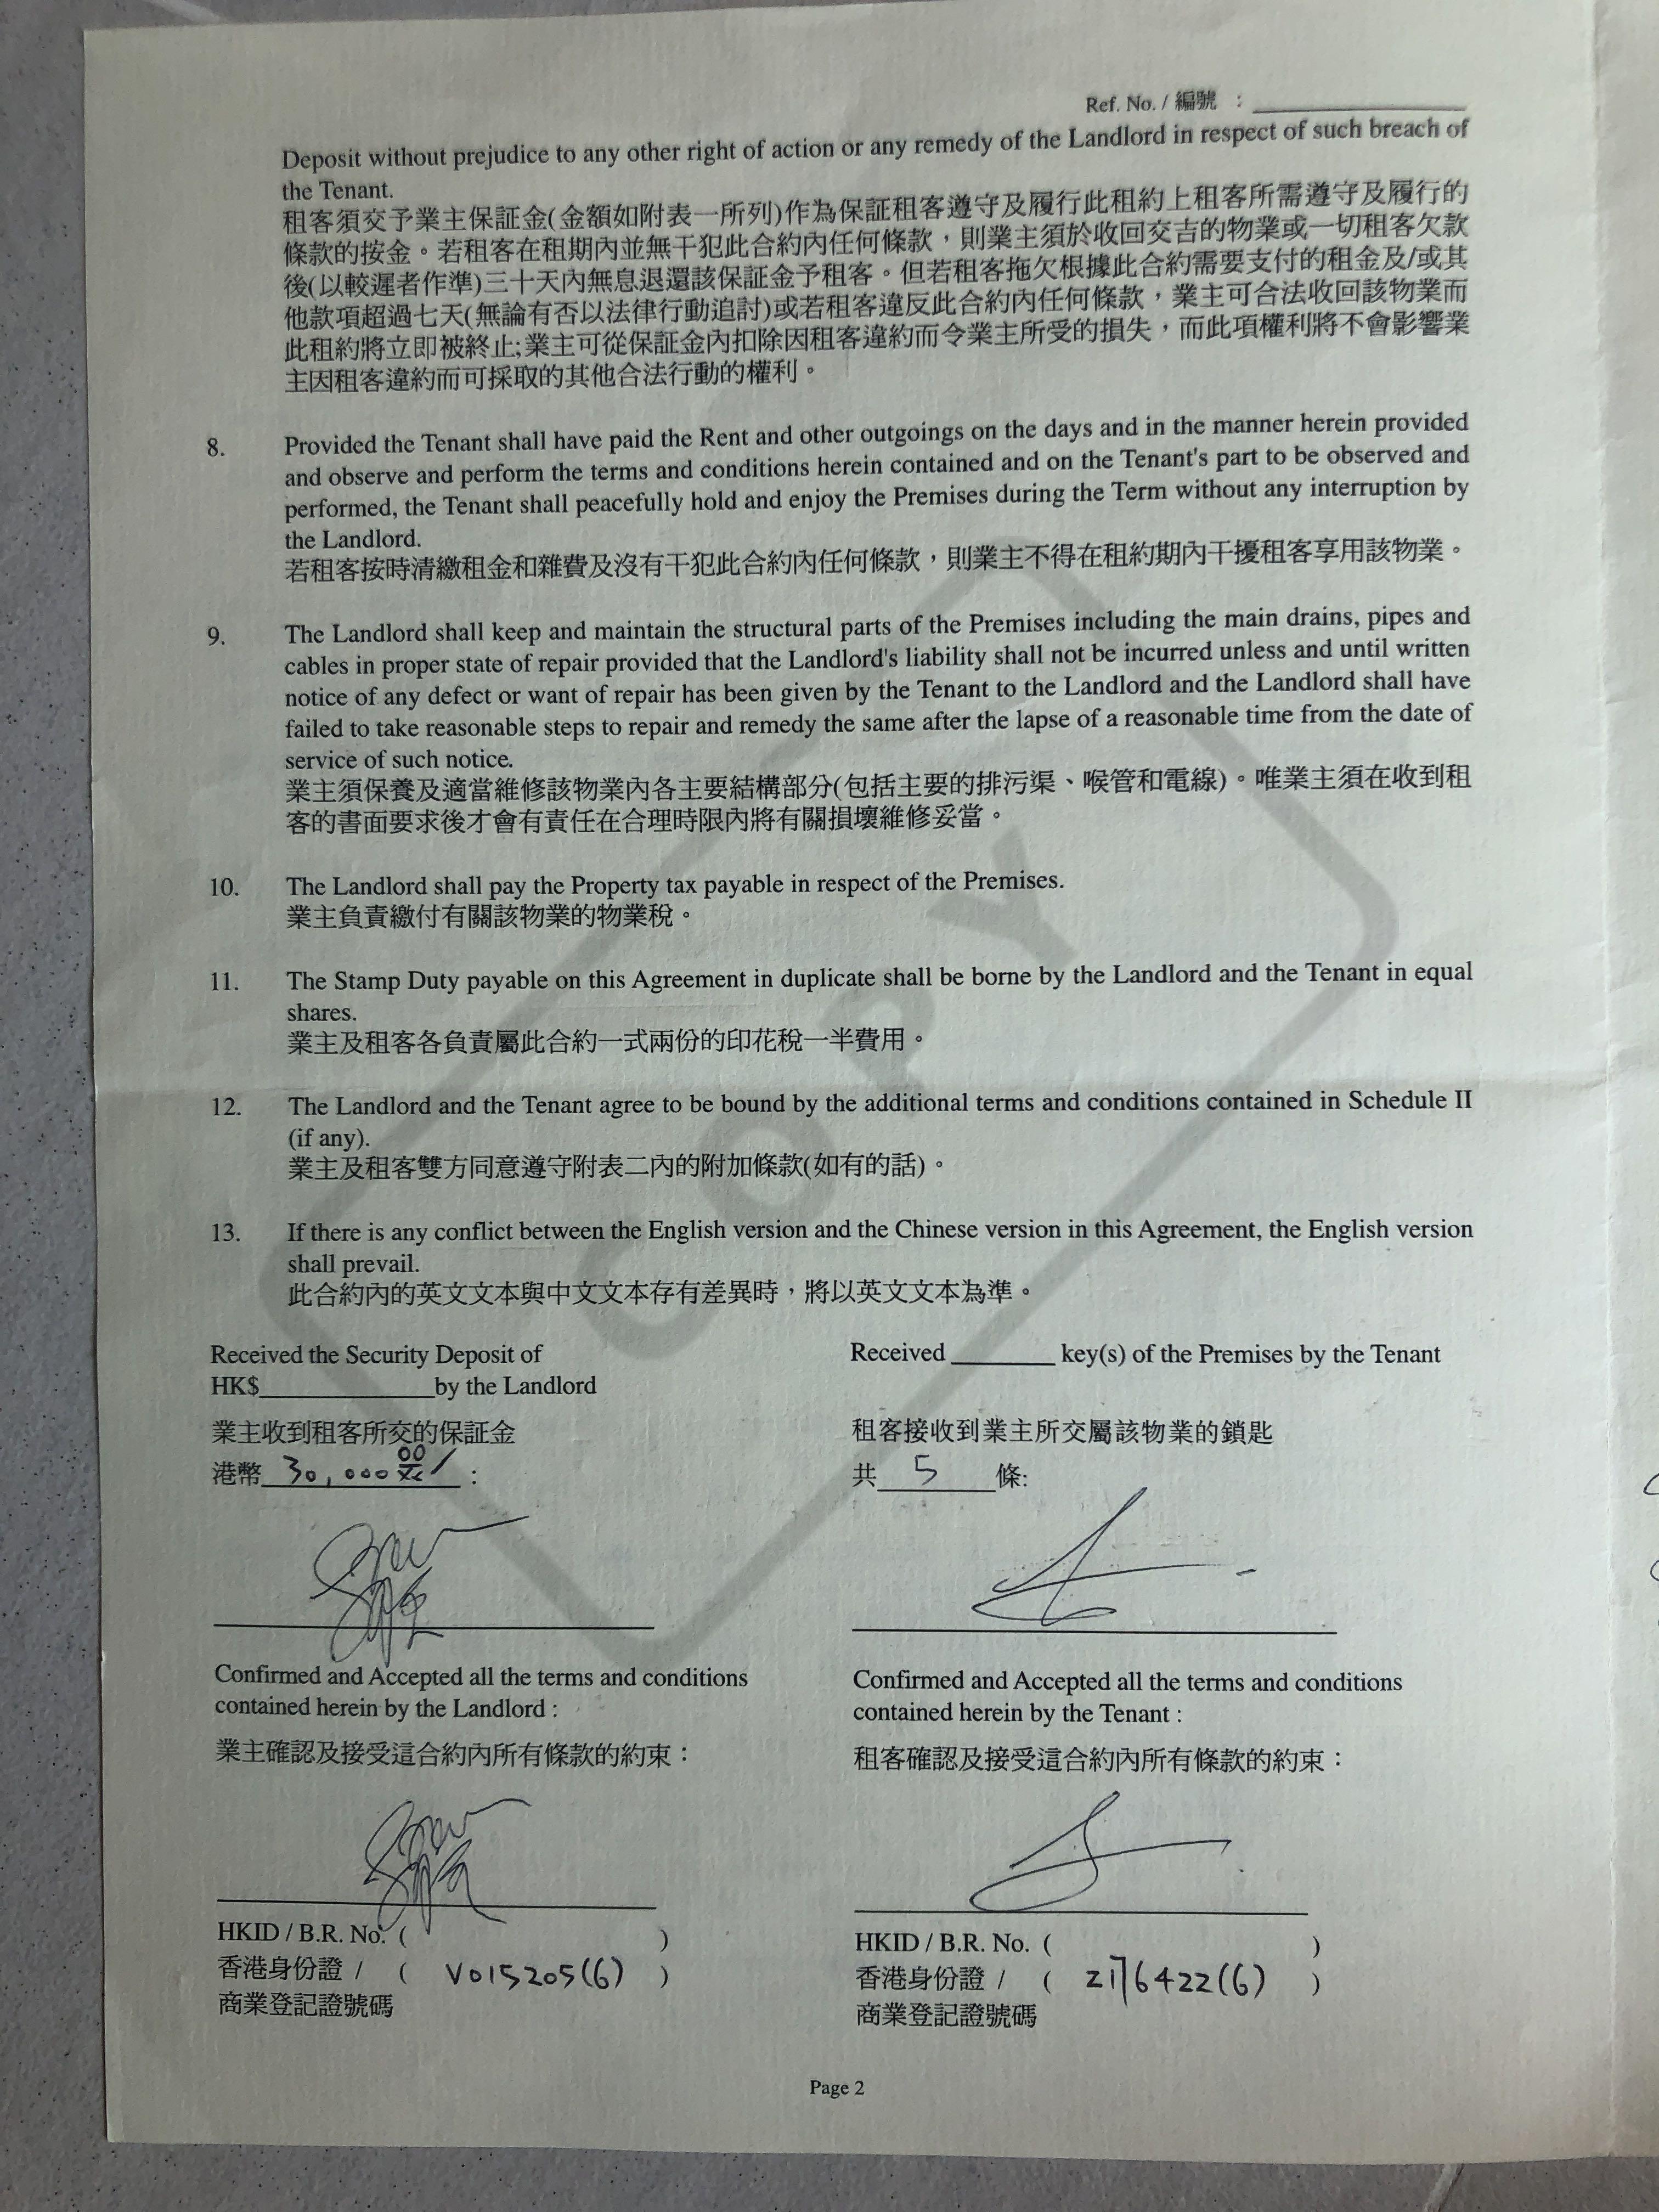 Ref. No. / 編號 :
Deposit without prejudice to any other right of action or any remedy of the Landlord in respect of such breach of
the Tenant.
租客須交予業主保証金(金額如附表一所列)作為保証租客遵守及履行此租約上租客所需遵守及履行的
條款的按金。若租客在租期內並無干犯此合約內任何條款，則業主須於收回交吉的物業或一切租客欠款
後(以較遲者作準)三十天內無息退還該保証金予租客。但若租客拖欠根據此合約需要支付的租金及/或其
他款項超過七天(無論有否以法律行動追討)或若租客違反此合約內任何條款，業主可合法收回該物業而
此租約將立即被終止;業主可從保証金內扣除因租客違約而令業主所受的損失，而此項權利將不會影響業
主因租客違約而可採取的其他合法行動的權利。
8. Provided the Tenant shall have paid the Rent and other outgoings on the days and in the manner herein provided
and observe and perform the terms and conditions herein contained and on the Tenant's part to be observed and
performed, the Tenant shall peacefully hold and enjoy the Premises during the Term without any interruption by
the Landlord.
若租客按時清繳租金和雜費及沒有干犯此合約內任何條款，則業主不得在租約期內干擾租客享用該物業。
9. The Landlord shall keep and maintain the structural parts of the Premises including the main drains, pipes and
cables in proper state of repair provided that the Landlord's liability shall not be incurred unless and until written
notice of any defect or want of repair has been given by the Tenant to the Landlord and the Landlord shall have
failed to take reasonable steps to repair and remedy the same after the lapse of a reasonable time from the date of
service of such notice.
業主須保養及適當維修該物業內各主要結構部分(包括主要的排污渠、喉管和電線)。唯業主須在收到租
客的書面要求後才會有責任在合理時限內將有關損壞維修妥當。
10. The Landlord shall pay the Property tax payable in respect of the Premises.
業主負責繳付有關該物業的物業稅。
11. The Stamp Duty payable on this Agreement in duplicate shall be borne by the Landlord and the Tenant in equal
shares.
業主及租客各負責屬此合約一式兩份的印花稅一半費用。
12. The Landlord and the Tenant agree to be bound by the additional terms and conditions contained in Schedule II
(if any).
業主及租客雙方同意遵守附表二內的附加條款(如有的話)。
13. If there is any conflict between the English version and the Chinese version in this Agreement, the English version
shall prevail.
此合約內的英文文本與中文文本存有差異時，將以英文文本為準。
COPY
Received the Security Deposit of
HK$ by the Landlord
業主收到租客所交的保証金
港幣 30,000 :
Received key(s) of the Premises by the Tenant
租客接收到業主所交屬該物業的鎖匙
共 5 條:
Confirmed and Accepted all the terms and conditions
contained herein by the Landlord :
業主確認及接受這合約內所有條款的約束：
Confirmed and Accepted all the terms and conditions
contained herein by the Tenant :
租客確認及接受這合約內所有條款的約束：
HKID / B.R. No. ( )
香港身份證 / ( V015205(6) )
商業登記證號碼
HKID / B.R. No. ( )
香港身份證 / ( Z176422(6) )
商業登記證號碼
Page 2